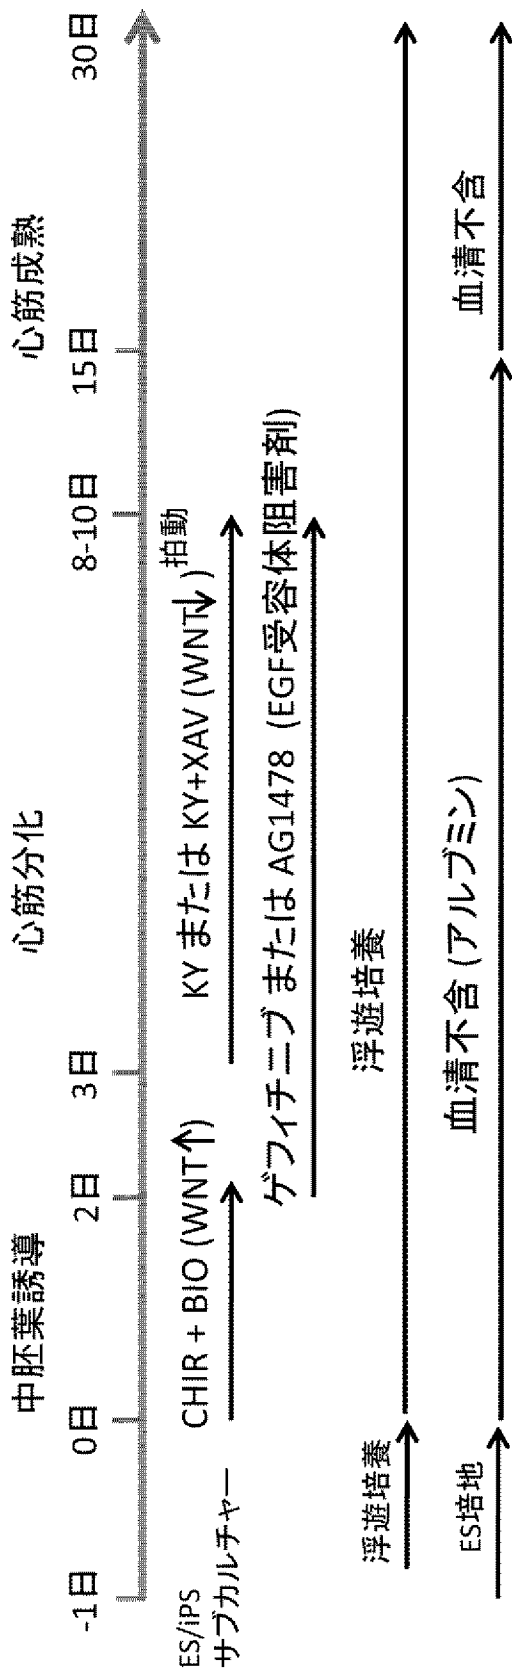 中胚葉誘導 心筋分化 心筋成熟
-1日 0日 2日 3日 8-10日 15日 30日
ES/iPS
サブカルチャー
CHIR + BIO (WNT↑)
KY または KY+XAV (WNT↓)
拍動
ゲフィチニブ または AG1478 (EGF受容体阻害剤)
浮遊培養 浮遊培養
ES培地 血清不含 (アルブミン) 血清不含